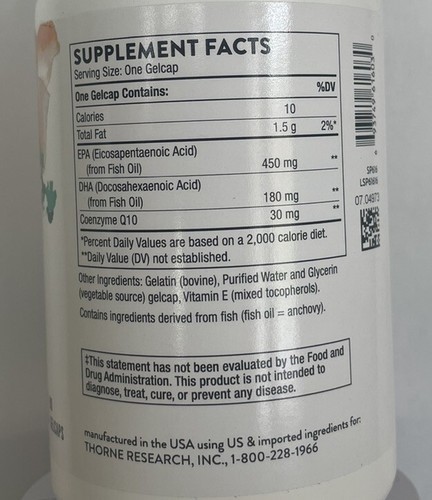 SUPPLEMENT FACTS
Serving Size: One Gelcap
One Gelcap Contains: %DV
Calories 10
Total Fat 1.5 g 2%*
EPA (Eicosapentaenoic Acid)
(from Fish Oil) 450 mg **
DHA (Docosahexaenoic Acid)
(from Fish Oil) 180 mg **
Coenzyme Q10 30 mg **
*Percent Daily Values are based on a 2,000 calorie diet.
**Daily Value (DV) not established.
Other Ingredients: Gelatin (bovine), Purified Water and Glycerin
(vegetable source) gelcap, Vitamin E (mixed tocopherols).
Contains ingredients derived from fish (fish oil = anchovy).
‡This statement has not been evaluated by the Food and
Drug Administration. This product is not intended to
diagnose, treat, cure, or prevent any disease.
manufactured in the USA using US & imported ingredients for:
THORNE RESEARCH, INC., 1-800-228-1966